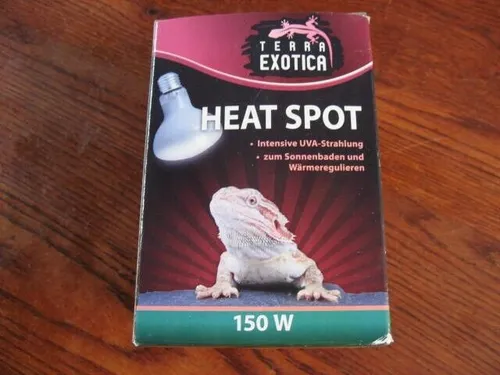 TERRA
EXOTICA
HEAT SPOT
• Intensive UVA-Strahlung
• zum Sonnenbaden und
Wärmeregulieren
150 W